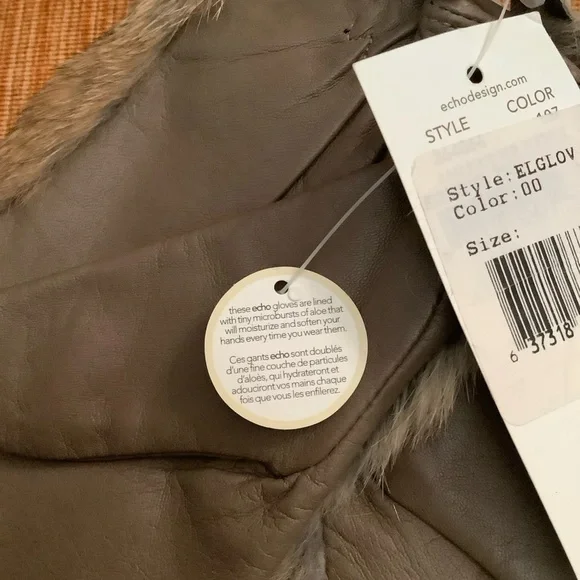 echodesign.com
STYLE COLOR
Style:ELGLOV
Color:00
Size:
6 37318
these echo gloves are lined
with tiny microbursts of aloe that
will moisturize and soften your
hands every time you wear them.
Ces gants echo sont doublés
d'une fine couche de particules
d'aloès, qui hydrateront et
adouciront vos mains chaque
fois que vous les enfilerez.